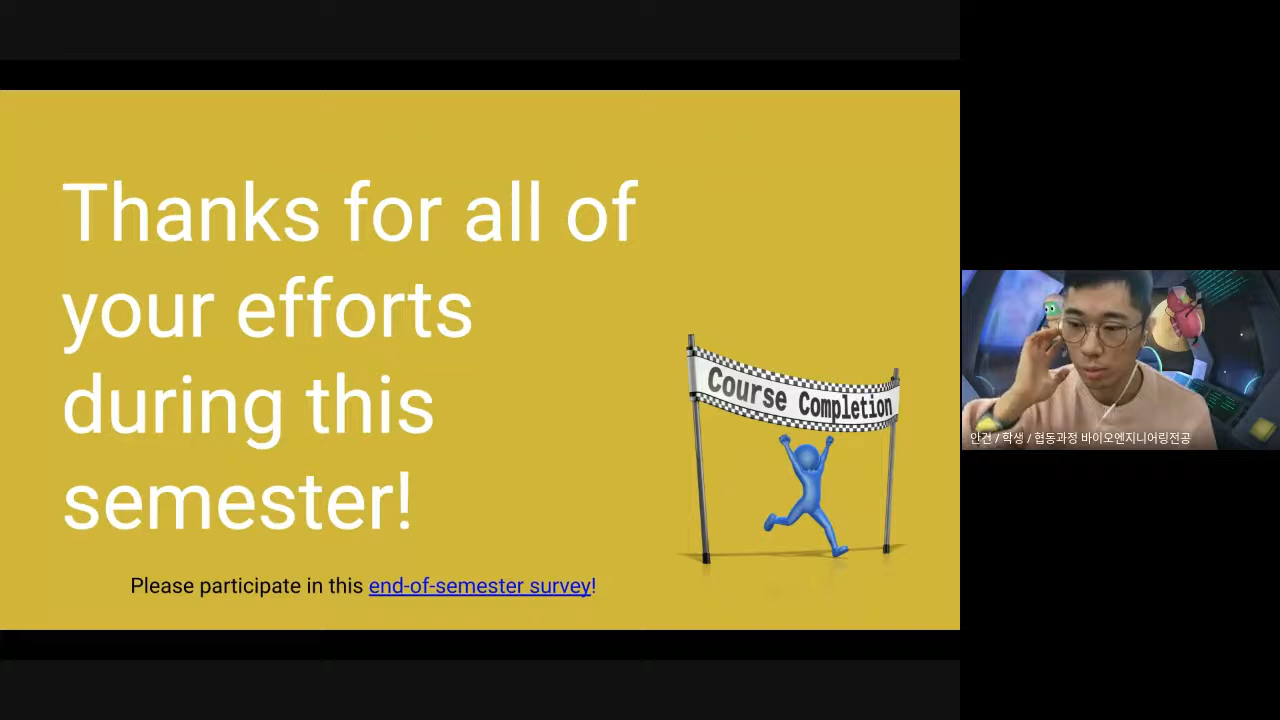 Thanks for all of
your efforts
during this
semester!
Course Completion
Please participate in this end-of-semester survey!
안건 / 학생 / 협동과정 바이오엔지니어링전공